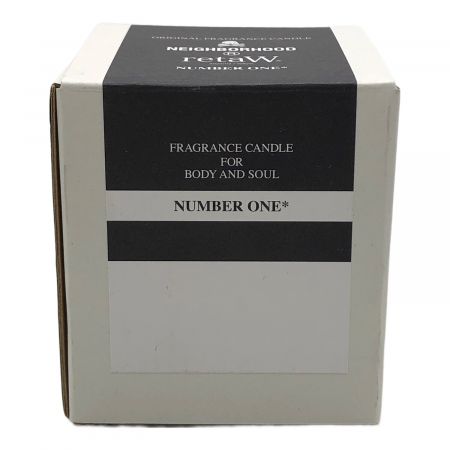 ORIGINAL FRAGRANCE CANDLE
NEIGHBORHOOD
retaW
NUMBER ONE*
FRAGRANCE CANDLE
FOR
BODY AND SOUL
NUMBER ONE*